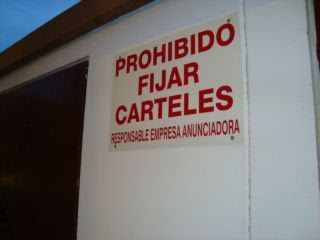 PROHIBIDO
FIJAR
CARTELES
RESPONSABLE EMPRESA ANUNCIADORA